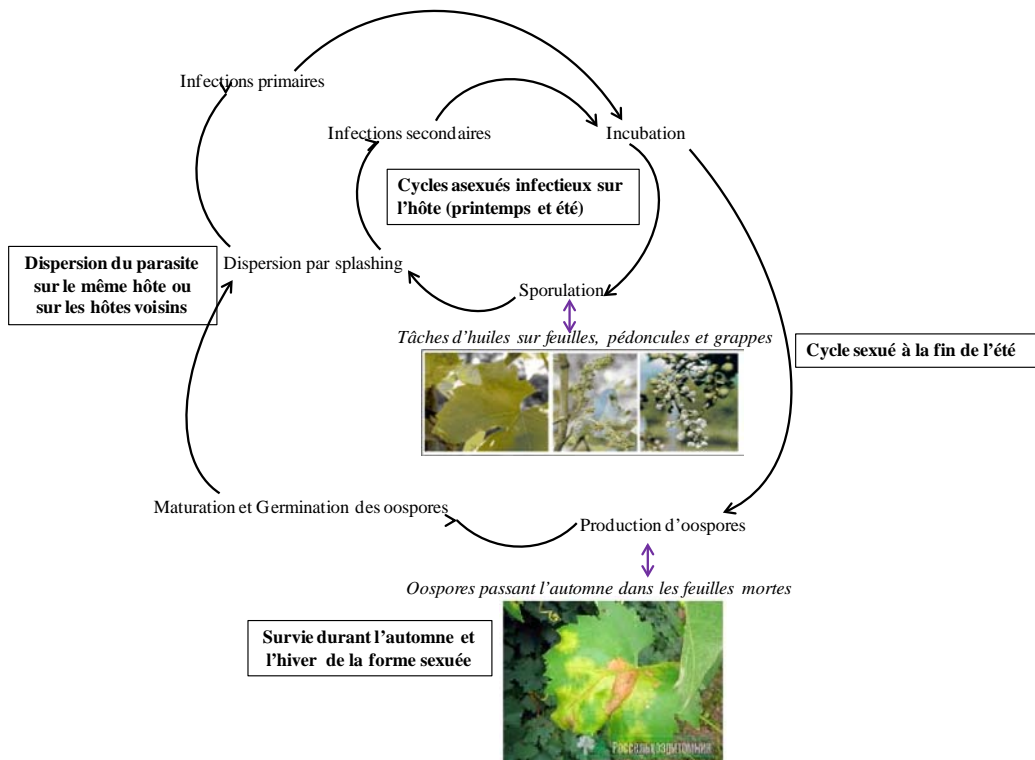 Infections primaires
Infections secondaires
Incubation
Cycles asexués infectieux sur
l'hôte (printemps et été)
Dispersion du parasite
sur le même hôte ou
sur les hôtes voisins
Dispersion par splashing
Sporulation
Tâches d'huiles sur feuilles, pédoncules et grappes
Cycle sexué à la fin de l'été
Maturation et Germination des oospores
Production d'oospores
Oospores passant l'automne dans les feuilles mortes
Survie durant l'automne et
l'hiver de la forme sexuée
Россельхозпитомник